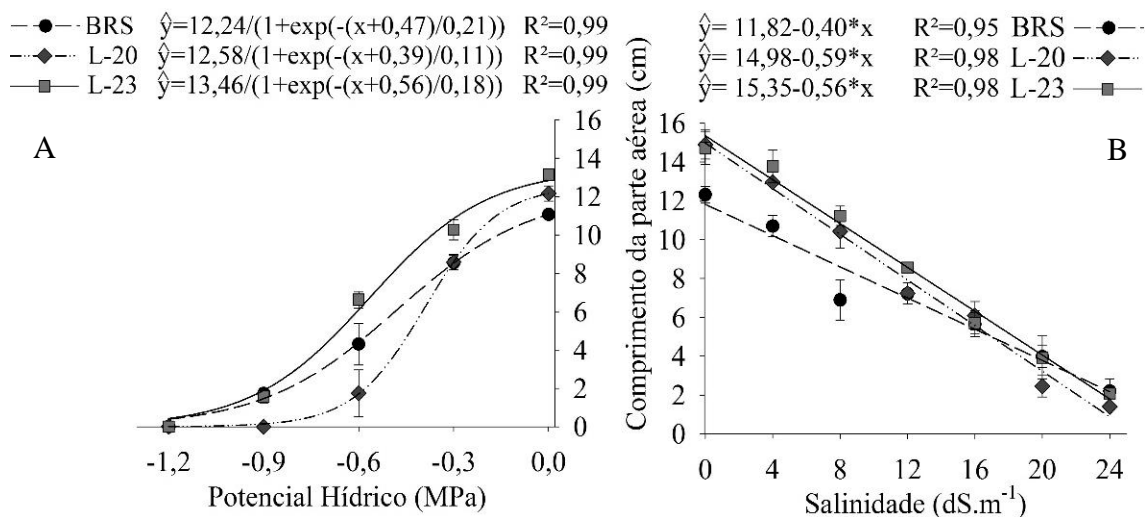 BRS ŷ=12,24/(1+exp(-(x+0,47)/0,21)) R²=0,99
L-20 ŷ=12,58/(1+exp(-(x+0,39)/0,11)) R²=0,99
L-23 ŷ=13,46/(1+exp(-(x+0,56)/0,18)) R²=0,99
ŷ= 11,82-0,40*x R²=0,95 BRS
ŷ= 14,98-0,59*x R²=0,98 L-20
ŷ= 15,35-0,56*x R²=0,98 L-23
A
16
14
12
10
8
6
4
2
0
-1,2 -0,9 -0,6 -0,3 0,0
Potencial Hídrico (MPa)
Comprimento da parte aérea (cm)
B
16
14
12
10
8
6
4
2
0
0 4 8 12 16 20 24
Salinidade (dS.m⁻¹)